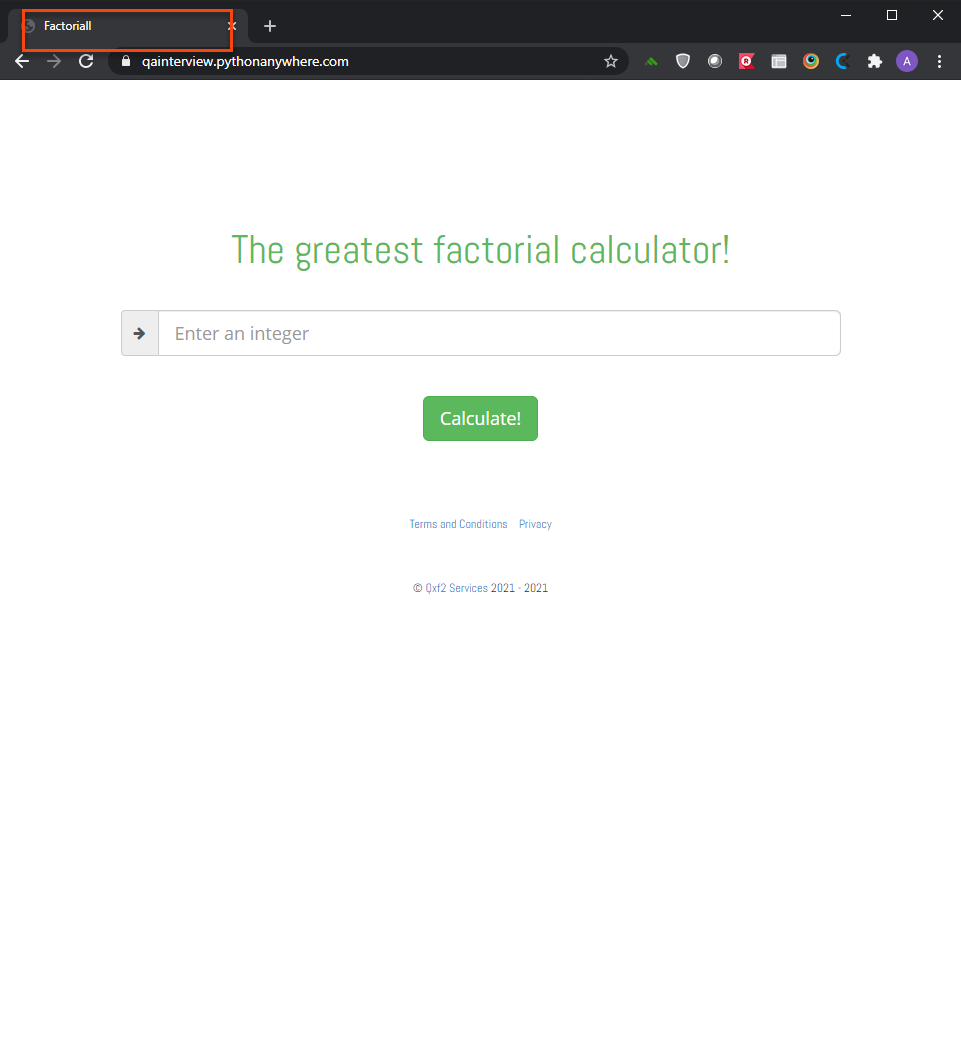 Factoriall
qainterview.pythonanywhere.com
A
The greatest factorial calculator!
Enter an integer
Calculate!
Terms and Conditions Privacy
© Qxf2 Services 2021 - 2021